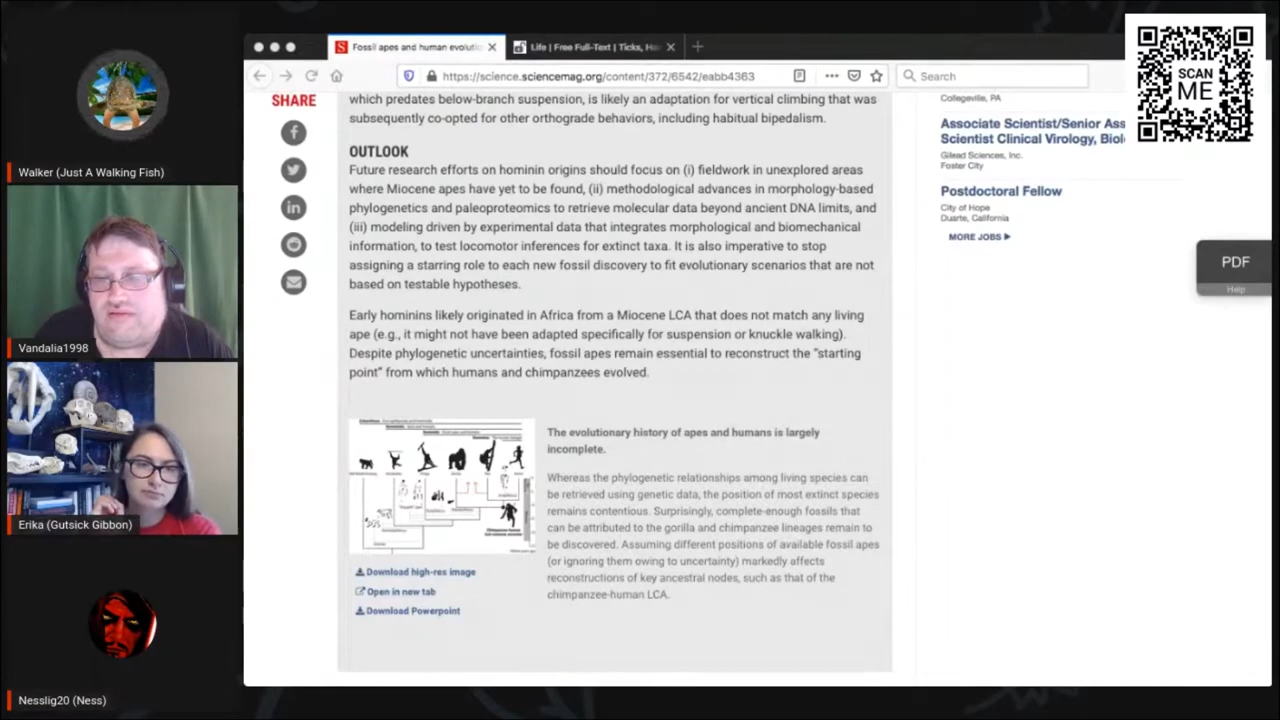 Walker (Just A Walking Fish)
Vandalia1998
Erika (Gutsick Gibbon)
Nesslig20 (Ness)
Fossil apes and human evolutio
Life | Free Full-Text | Ticks, Ha
https://science.sciencemag.org/content/372/6542/eabb4363
Search
SCAN
ME
SHARE
which predates below-branch suspension, is likely an adaptation for vertical climbing that was
subsequently co-opted for other orthograde behaviors, including habitual bipedalism.
OUTLOOK
Future research efforts on hominin origins should focus on (i) fieldwork in unexplored areas
where Miocene apes have yet to be found, (ii) methodological advances in morphology-based
phylogenetics and paleoproteomics to retrieve molecular data beyond ancient DNA limits, and
(iii) modeling driven by experimental data that integrates morphological and biomechanical
information, to test locomotor inferences for extinct taxa. It is also imperative to stop
assigning a starring role to each new fossil discovery to fit evolutionary scenarios that are not
based on testable hypotheses.
Early hominins likely originated in Africa from a Miocene LCA that does not match any living
ape (e.g., it might not have been adapted specifically for suspension or knuckle walking).
Despite phylogenetic uncertainties, fossil apes remain essential to reconstruct the “starting
point” from which humans and chimpanzees evolved.
Download high-res image
Open in new tab
Download Powerpoint
The evolutionary history of apes and humans is largely
incomplete.
Whereas the phylogenetic relationships among living species can
be retrieved using genetic data, the position of most extinct species
remains contentious. Surprisingly, complete-enough fossils that
can be attributed to the gorilla and chimpanzee lineages remain to
be discovered. Assuming different positions of available fossil apes
(or ignoring them owing to uncertainty) markedly affects
reconstructions of key ancestral nodes, such as that of the
chimpanzee-human LCA.
Collegeville, PA
Associate Scientist/Senior Ass
Scientist Clinical Virology, Biol
Gilead Sciences, Inc.
Foster City
Postdoctoral Fellow
City of Hope
Duarte, California
MORE JOBS
PDF
Help